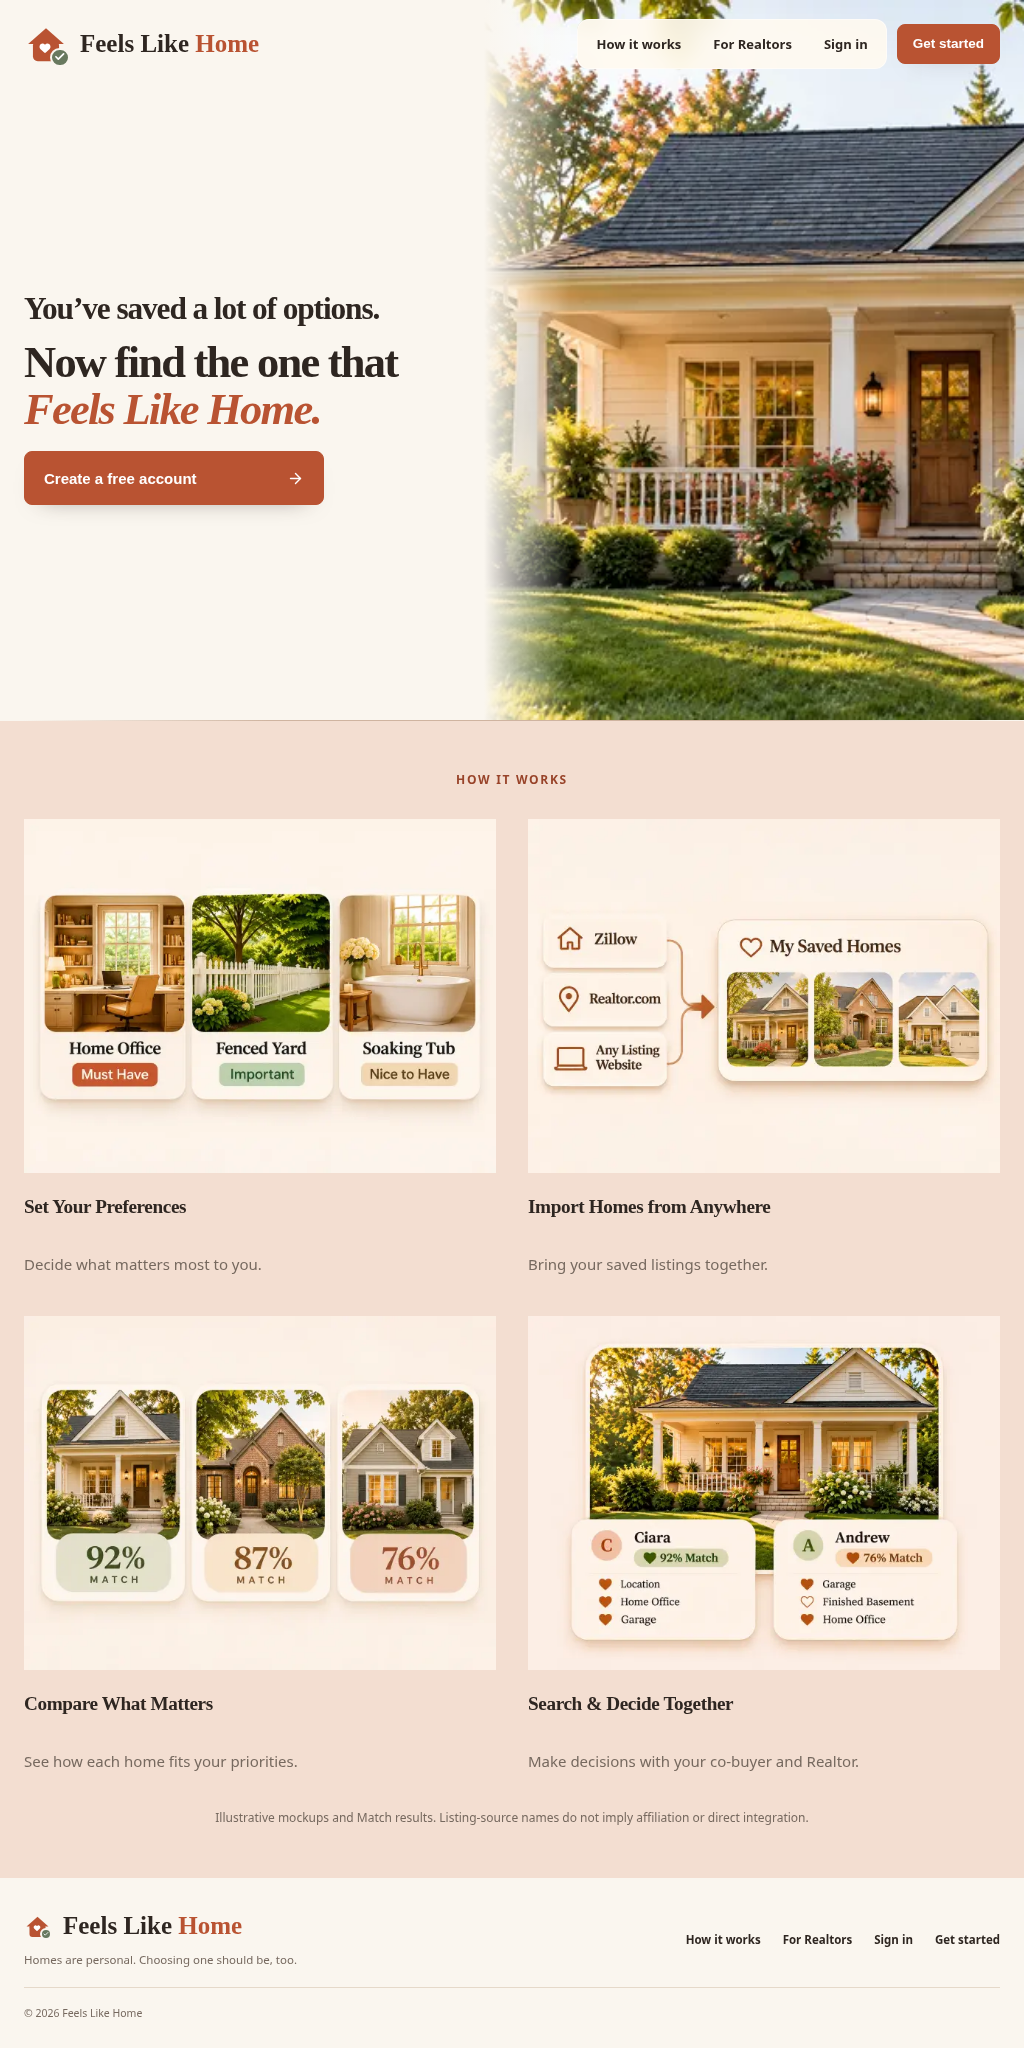 Feels Like Home
How it works
For Realtors
Sign in
Get started
You’ve saved a lot of options.
Now find the one that
Feels Like Home.
Create a free account
HOW IT WORKS
Home Office
Must Have
Fenced Yard
Important
Soaking Tub
Nice to Have
Zillow
Realtor.com
Any Listing
Website
My Saved Homes
Set Your Preferences
Decide what matters most to you.
Import Homes from Anywhere
Bring your saved listings together.
92%
MATCH
87%
MATCH
76%
MATCH
C
Ciara
92% Match
Location
Home Office
Garage
A
Andrew
76% Match
Garage
Finished Basement
Home Office
Compare What Matters
See how each home fits your priorities.
Search & Decide Together
Make decisions with your co-buyer and Realtor.
Illustrative mockups and Match results. Listing-source names do not imply affiliation or direct integration.
Feels Like Home
Homes are personal. Choosing one should be, too.
How it works
For Realtors
Sign in
Get started
© 2026 Feels Like Home